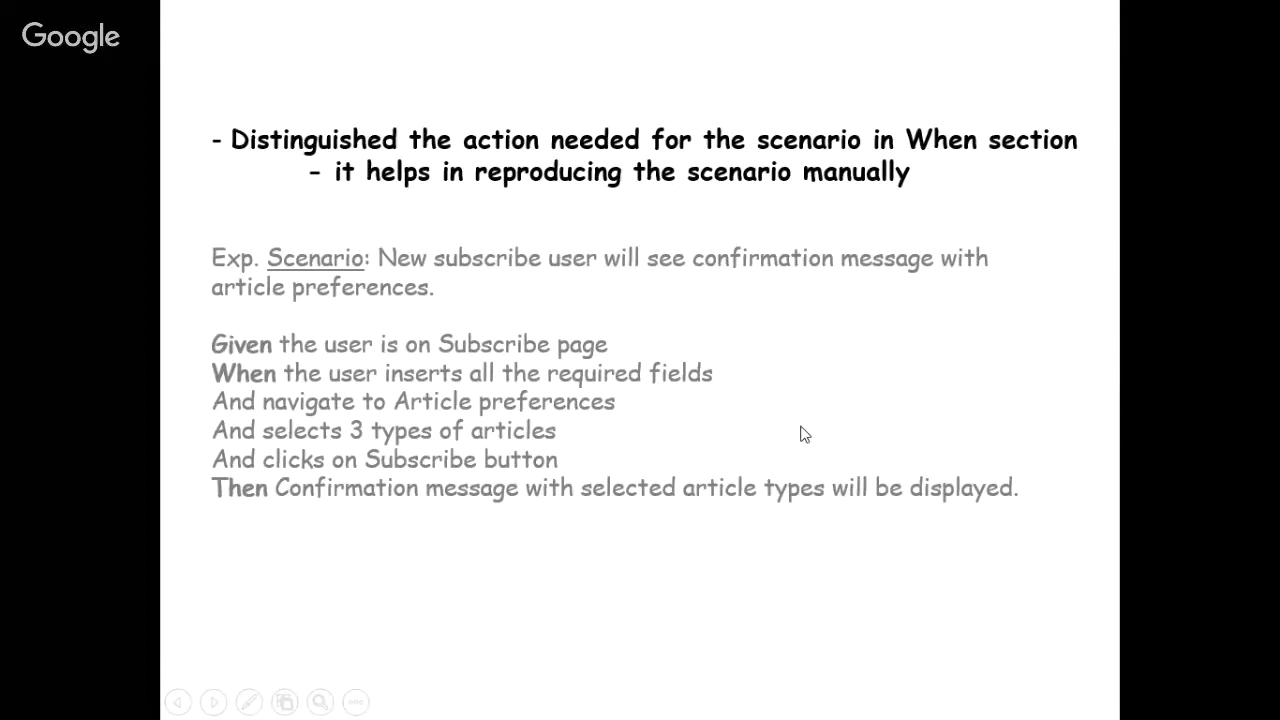 Google
- Distinguished the action needed for the scenario in When section
- it helps in reproducing the scenario manually
Exp. Scenario: New subscribe user will see confirmation message with
article preferences.
Given the user is on Subscribe page
When the user inserts all the required fields
And navigate to Article preferences
And selects 3 types of articles
And clicks on Subscribe button
Then Confirmation message with selected article types will be displayed.